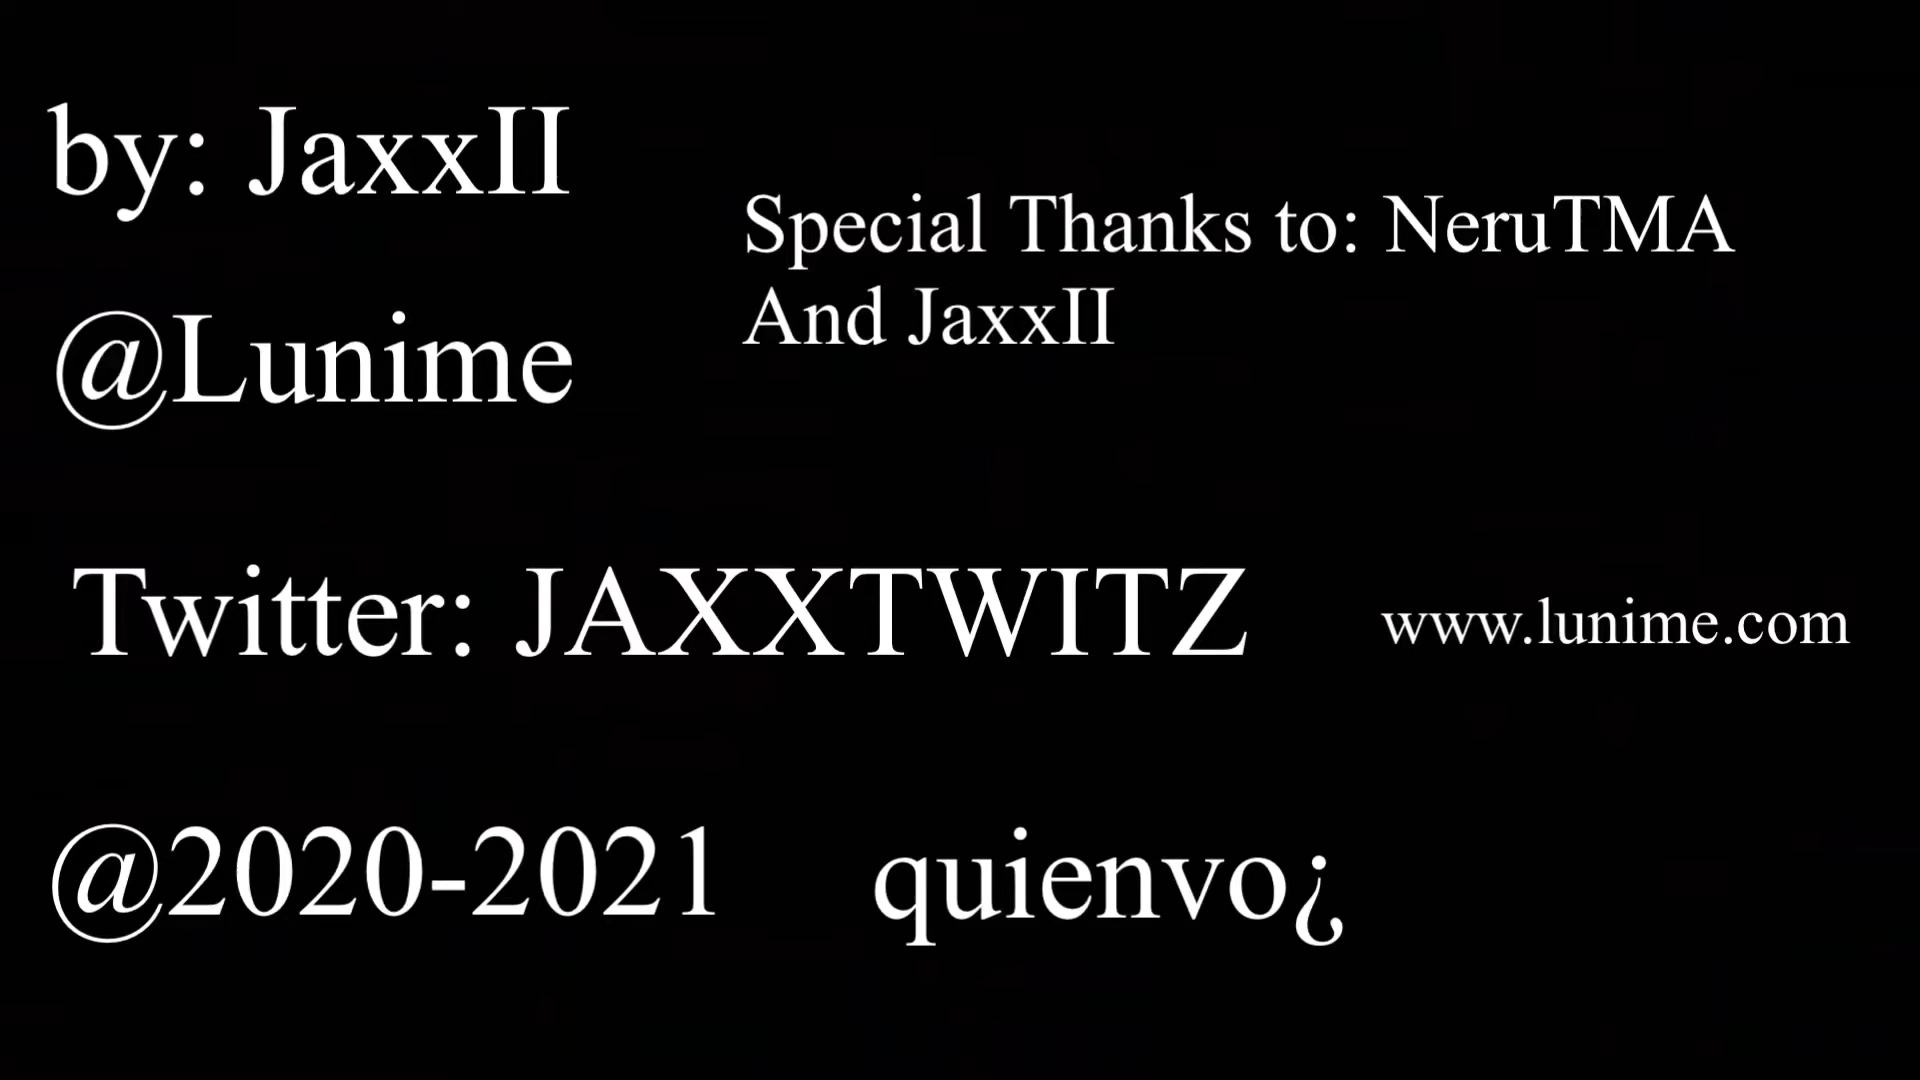 by: JaxxII
Special Thanks to: NeruTMA
And JaxxII
@Lunime
Twitter: JAXXTWITZ
www.lunime.com
@2020-2021
quienvo¿